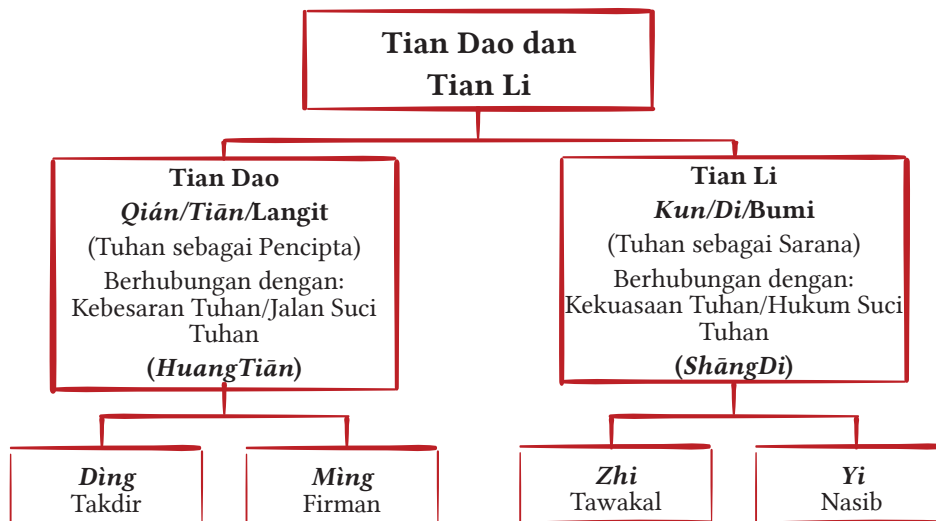 Tian Dao dan
Tian Li
Tian Dao
Qián/Tiān/Langit
(Tuhan sebagai Pencipta)
Berhubungan dengan:
Kebesaran Tuhan/Jalan Suci
Tuhan
(HuangTiān)
Tian Li
Kun/Di/Bumi
(Tuhan sebagai Sarana)
Berhubungan dengan:
Kekuasaan Tuhan/Hukum Suci
Tuhan
(ShāngDi)
Dìng
Takdir
Mìng
Firman
Zhi
Tawakal
Yi
Nasib